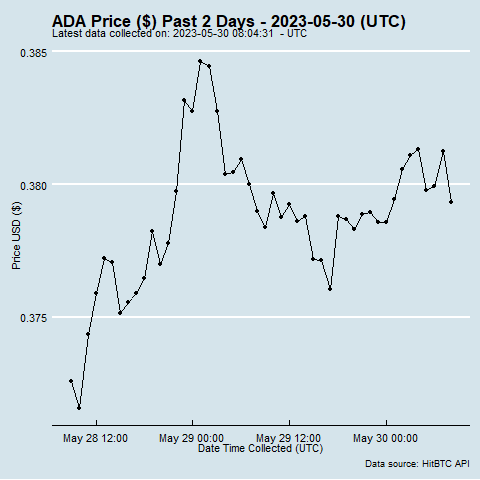 ADA Price ($) Past 2 Days - 2023-05-30 (UTC)
Latest data collected on: 2023-05-30 08:04:31 - UTC
0.385
0.380
0.375
Price USD ($)
May 28 12:00 May 29 00:00 May 29 12:00 May 30 00:00
Date Time Collected (UTC)
Data source: HitBTC API